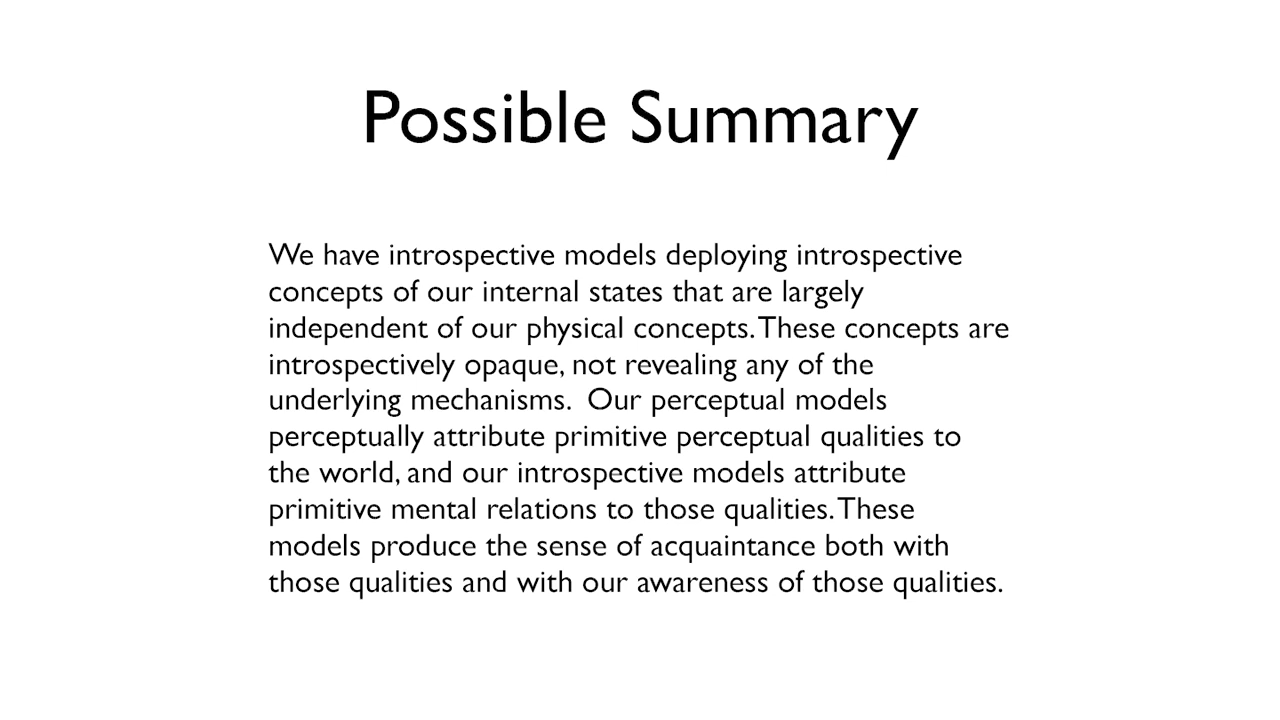 Possible Summary
We have introspective models deploying introspective
concepts of our internal states that are largely
independent of our physical concepts. These concepts are
introspectively opaque, not revealing any of the
underlying mechanisms.  Our perceptual models
perceptually attribute primitive perceptual qualities to
the world, and our introspective models attribute
primitive mental relations to those qualities. These
models produce the sense of acquaintance both with
those qualities and with our awareness of those qualities.